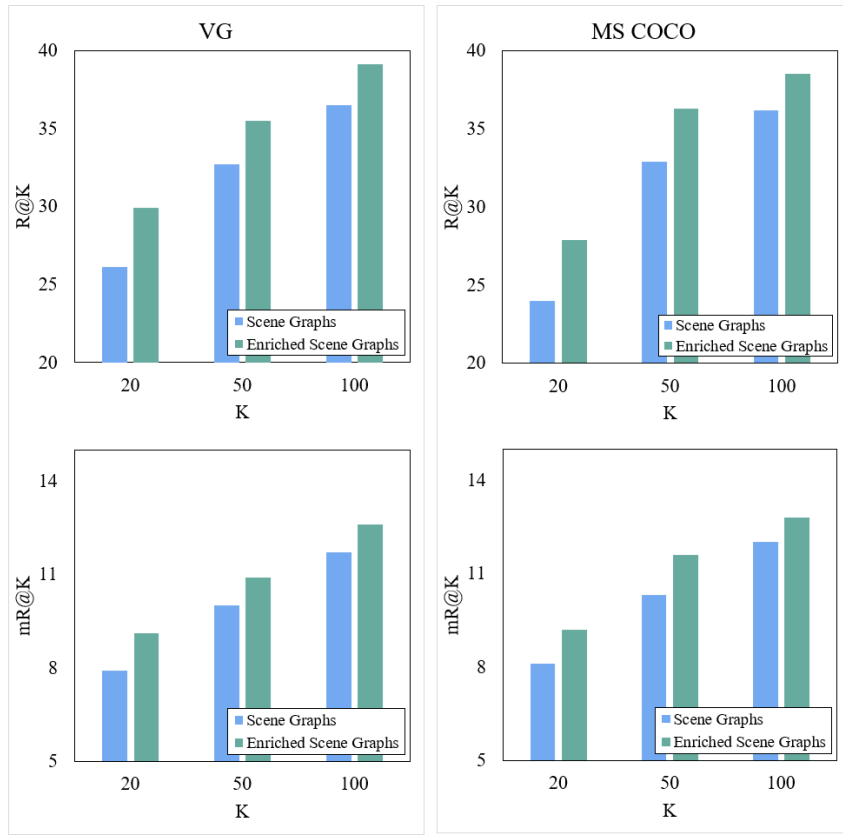 VG
40
35
30
25
20
R@K
Scene Graphs
Enriched Scene Graphs
20 50 100
K
MS COCO
40
35
30
25
20
R@K
Scene Graphs
Enriched Scene Graphs
20 50 100
K
14
11
8
5
mR@K
Scene Graphs
Enriched Scene Graphs
20 50 100
K
14
11
8
5
mR@K
Scene Graphs
Enriched Scene Graphs
20 50 100
K